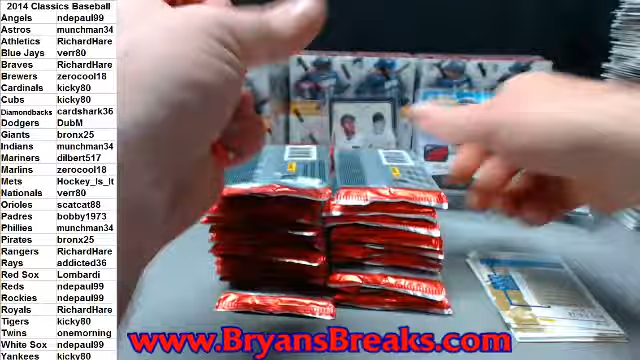 2014 Classics Baseball
Angels ndepaul99
Astros munchman34
Athletics RichardHare
Blue Jays verr80
Braves RichardHare
Brewers zerocool18
Cardinals kicky80
Cubs kicky80
Diamondbacks cardshark36
Dodgers DubM
Giants bronx25
Indians munchman34
Mariners dilbert517
Marlins zerocool18
Mets Hockey_Is_It
Nationals verr80
Orioles scatcat88
Padres bobby1973
Phillies munchman34
Pirates bronx25
Rangers RichardHare
Rays addicted36
Red Sox Lombardi
Reds ndepaul99
Rockies ndepaul99
Royals RichardHare
Tigers kicky80
Twins onemorning
White Sox ndepaul99
Yankees kicky80
www.BryansBreaks.com